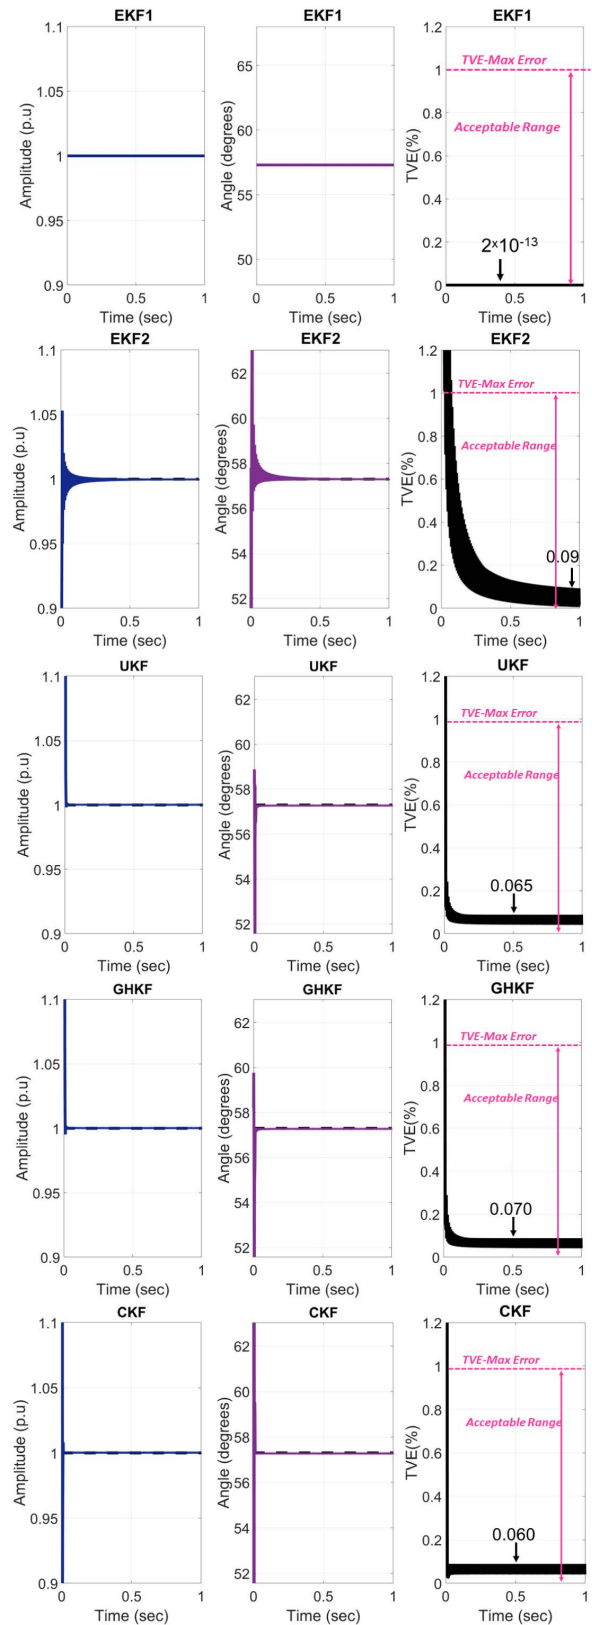 EKF1
EKF1
EKF1
Amplitude (p.u)
1.1
1.05
1
0.95
0.9
0 0.5 1
Time (sec)
Angle (degrees)
65
60
55
50
0 0.5 1
Time (sec)
TVE(%)
1.2
1
0.8
0.6
0.4
0.2
0
TVE-Max Error
Acceptable Range
2×10-13
0 0.5 1
Time (sec)
EKF2
EKF2
EKF2
Amplitude (p.u)
1.1
1.05
1
0.95
0.9
0 0.5 1
Time (sec)
Angle (degrees)
62
60
58
56
54
52
0 0.5 1
Time (sec)
TVE(%)
1.2
1
0.8
0.6
0.4
0.2
0
TVE-Max Error
Acceptable Range
0.09
0 0.5 1
Time (sec)
UKF
UKF
UKF
Amplitude (p.u)
1.1
1.05
1
0.95
0.9
0 0.5 1
Time (sec)
Angle (degrees)
62
60
58
56
54
52
0 0.5 1
Time (sec)
TVE(%)
1.2
1
0.8
0.6
0.4
0.2
0
TVE-Max Error
Acceptable Range
0.065
0 0.5 1
Time (sec)
GHKF
GHKF
GHKF
Amplitude (p.u)
1.1
1.05
1
0.95
0.9
0 0.5 1
Time (sec)
Angle (degrees)
62
60
58
56
54
52
0 0.5 1
Time (sec)
TVE(%)
1.2
1
0.8
0.6
0.4
0.2
0
TVE-Max Error
Acceptable Range
0.070
0 0.5 1
Time (sec)
CKF
CKF
CKF
Amplitude (p.u)
1.1
1.05
1
0.95
0.9
0 0.5 1
Time (sec)
Angle (degrees)
62
60
58
56
54
52
0 0.5 1
Time (sec)
TVE(%)
1.2
1
0.8
0.6
0.4
0.2
0
TVE-Max Error
Acceptable Range
0.060
0 0.5 1
Time (sec)